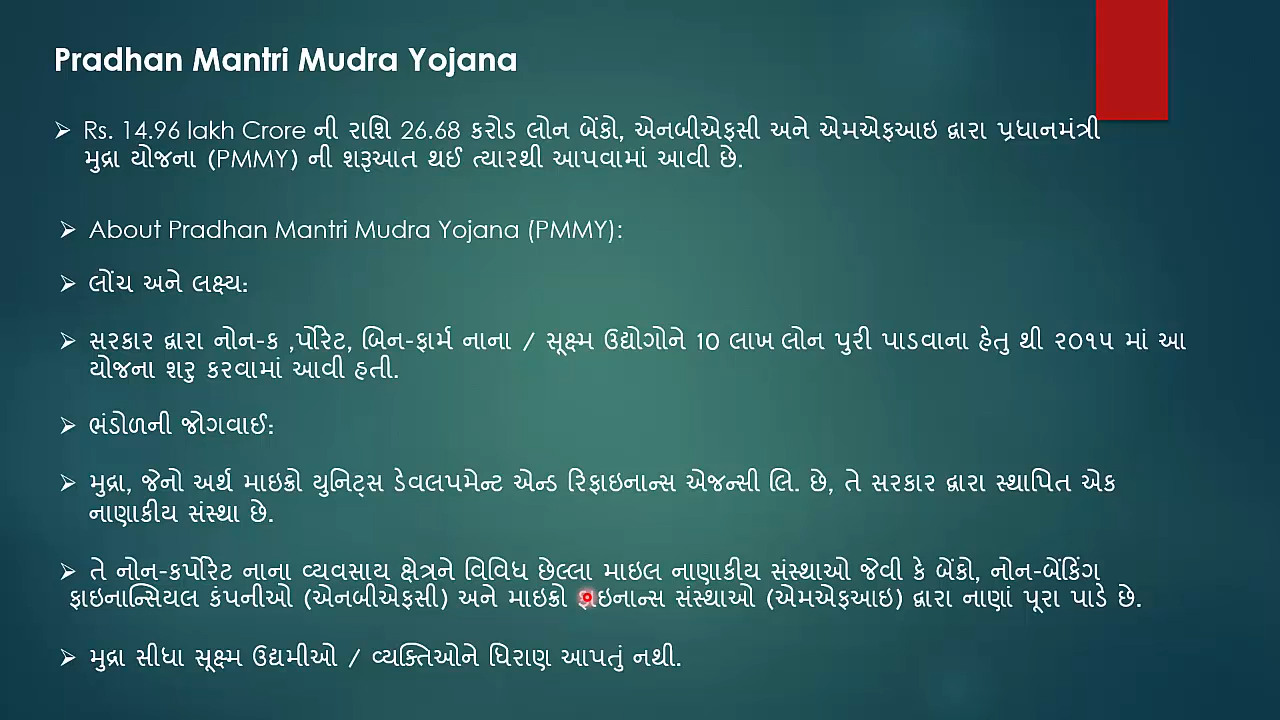 Pradhan Mantri Mudra Yojana
Rs. 14.96 lakh Crore ની રાશિ 26.68 કરોડ લોન બેંકો, એનબીએફસી અને એમએફઆઇ દ્વારા પ્રધાનમંત્રી
મુદ્રા યોજના (PMMY) ની શરૂઆત થઈ ત્યારથી આપવામાં આવી છે.
About Pradhan Mantri Mudra Yojana (PMMY):
લોંચ અને લક્ષ્ય:
સરકાર દ્વારા નોન-ક ,ર્પોરેટ, બિન-ફાર્મ નાના / સૂક્ષ્મ ઉદ્યોગોને 10 લાખ લોન પુરી પાડવાના હેતુ થી ૨૦૧૫ માં આ
યોજના શરુ કરવામાં આવી હતી.
ભંડોળની જોગવાઈ:
મુદ્રા, જેનો અર્થ માઇક્રો યુનિટ્સ ડેવલપમેન્ટ એન્ડ રિફાઇનાન્સ એજન્સી લિ. છે, તે સરકાર દ્વારા સ્થાપિત એક
નાણાકીય સંસ્થા છે.
તે નોન-કર્પોરેટ નાના વ્યવસાય ક્ષેત્રને વિવિધ છેલ્લા માઇલ નાણાકીય સંસ્થાઓ જેવી કે બેંકો, નોન-બેંકિંગ
ફાઇનાન્સિયલ કંપનીઓ (એનબીએફસી) અને માઇક્રો ફાઇનાન્સ સંસ્થાઓ (એમએફઆઇ) દ્વારા નાણાં પૂરા પાડે છે.
મુદ્રા સીધા સૂક્ષ્મ ઉદ્યમીઓ / વ્યક્તિઓને ધિરાણ આપતું નથી.